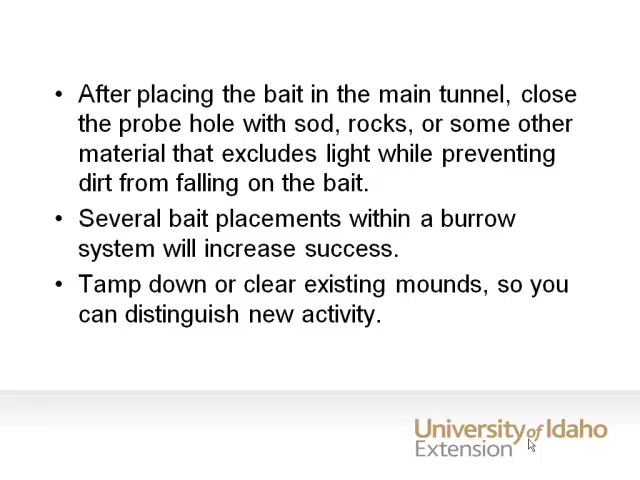 • After placing the bait in the main tunnel, close
the probe hole with sod, rocks, or some other
material that excludes light while preventing
dirt from falling on the bait.
• Several bait placements within a burrow
system will increase success.
• Tamp down or clear existing mounds, so you
can distinguish new activity.
University of Idaho
Extension